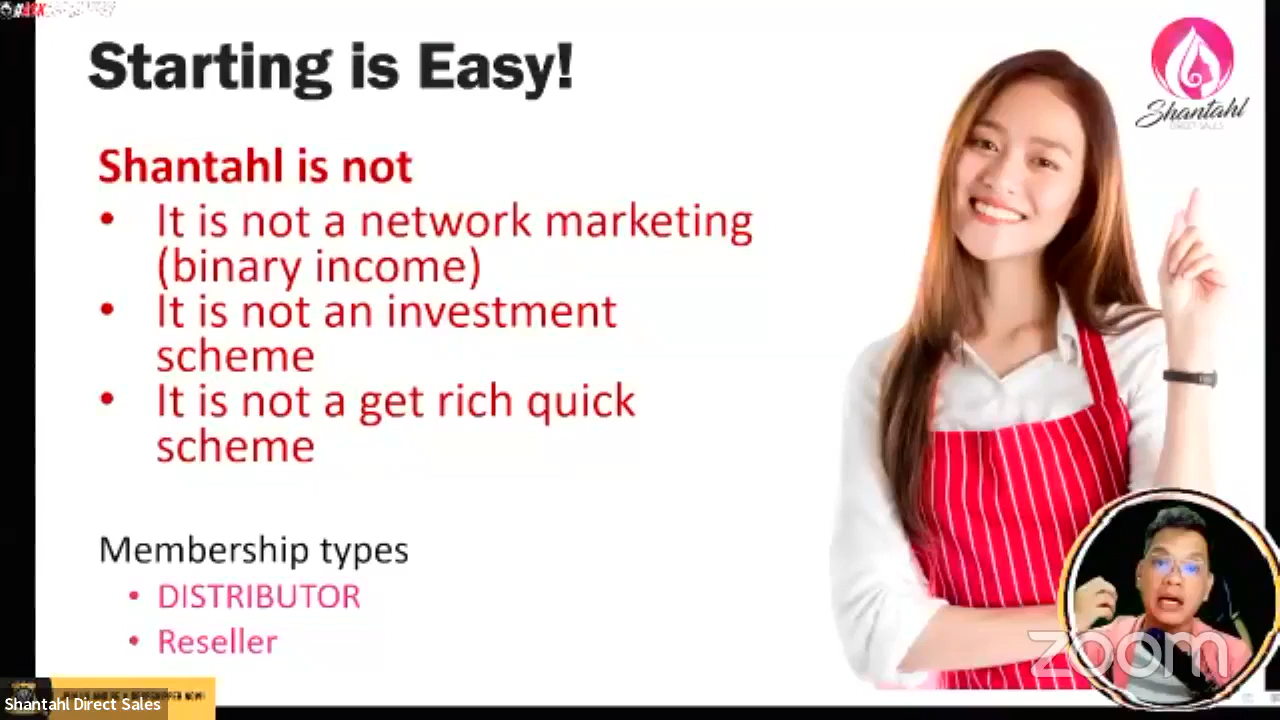 Starting is Easy!
Shantahl
Shantahl is not
• It is not a network marketing
(binary income)
• It is not an investment
scheme
• It is not a get rich quick
scheme
Membership types
• DISTRIBUTOR
• Reseller
zoom
Shantahl Direct Sales